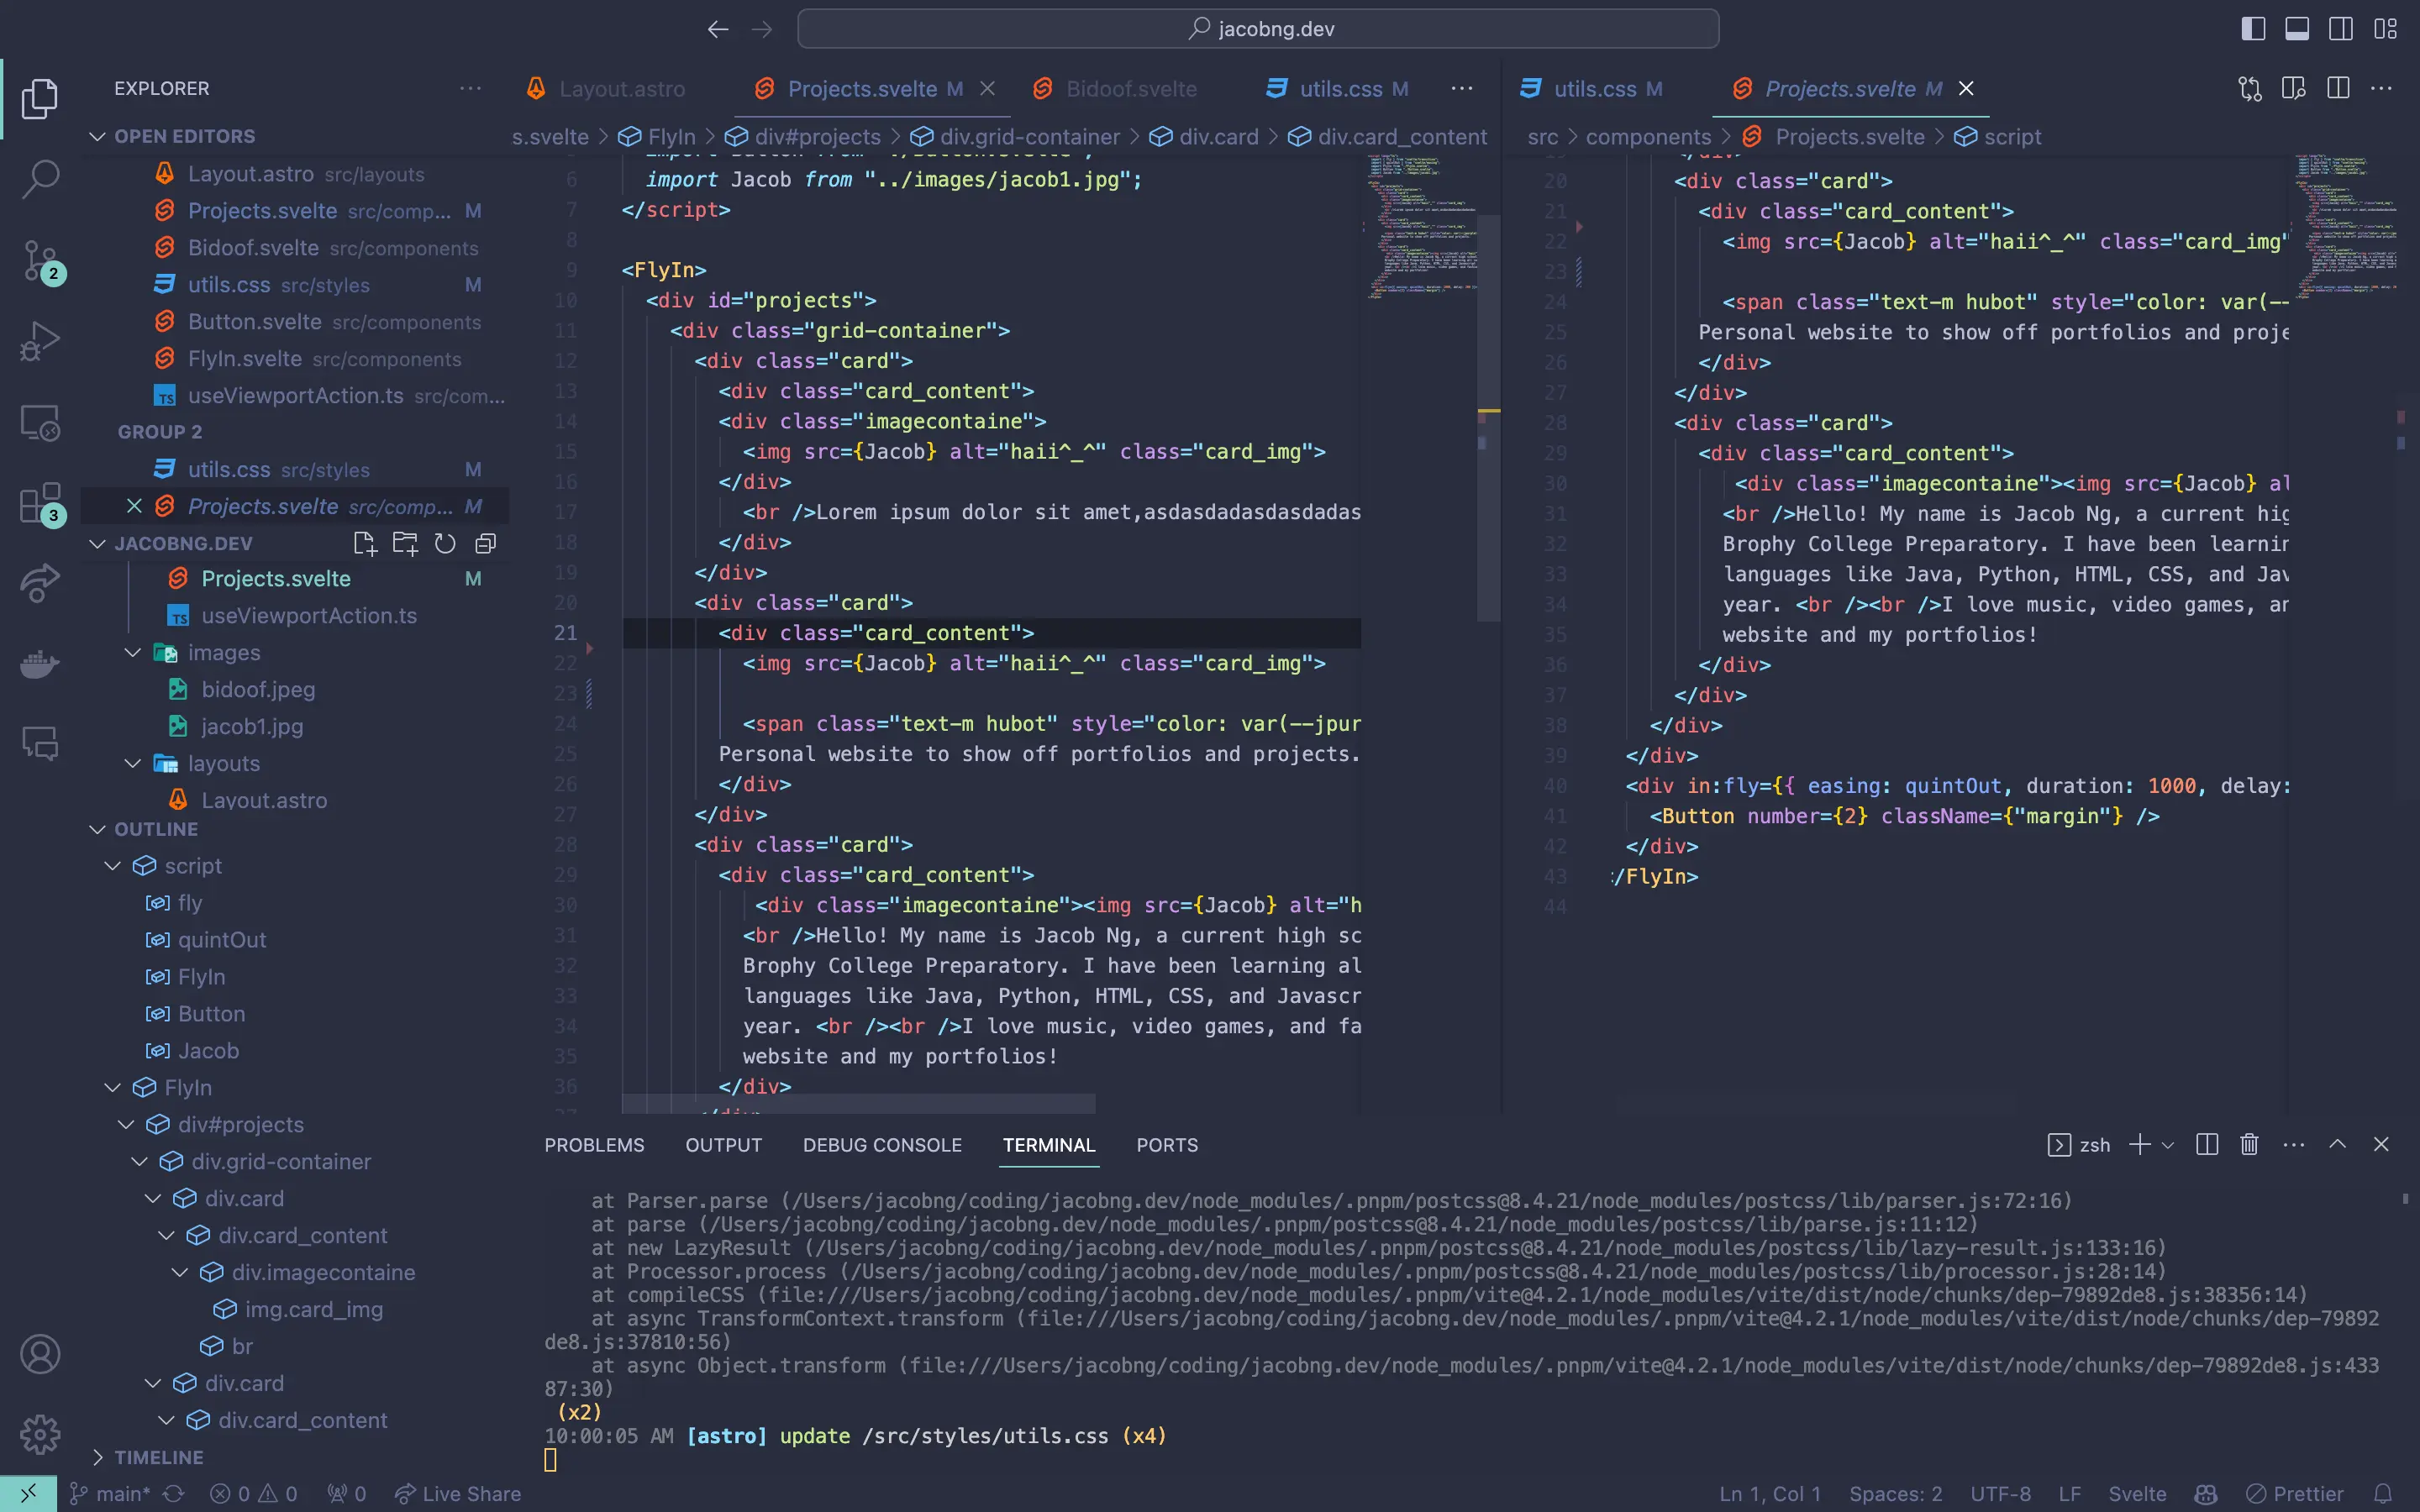 jacobng.dev
EXPLORER
OPEN EDITORS
Layout.astro src/layouts
Projects.svelte src/comp... M
Bidoof.svelte src/components
utils.css src/styles M
Button.svelte src/components
FlyIn.svelte src/components
useViewportAction.ts src/com...
GROUP 2
utils.css src/styles M
Projects.svelte src/comp... M
JACOBNG.DEV
Projects.svelte M
useViewportAction.ts
images
bidoof.jpeg
jacob1.jpg
layouts
Layout.astro
OUTLINE
script
fly
quintOut
FlyIn
Button
Jacob
FlyIn
div#projects
div.grid-container
div.card
div.card_content
div.imagecontaine
img.card_img
br
div.card
div.card_content
TIMELINE
2
3
Layout.astro Projects.svelte M Bidoof.svelte utils.css M
s.svelte > FlyIn > div#projects > div.grid-container > div.card > div.card_content
6 import Jacob from "../images/jacob1.jpg";
7 </script>
8
9 <FlyIn>
10 <div id="projects">
11 <div class="grid-container">
12 <div class="card">
13 <div class="card_content">
14 <div class="imagecontaine">
15 <img src={Jacob} alt="haii^_^" class="card_img">
16 </div>
17 <br />Lorem ipsum dolor sit amet,asdasdadasdasdadas
18 </div>
19 </div>
20 <div class="card">
21 <div class="card_content">
22 <img src={Jacob} alt="haii^_^" class="card_img">
23
24 <span class="text-m hubot" style="color: var(--jpur
25 Personal website to show off portfolios and projects.
26 </div>
27 </div>
28 <div class="card">
29 <div class="card_content">
30 <div class="imagecontaine"><img src={Jacob} alt="h
31 <br />Hello! My name is Jacob Ng, a current high sc
32 Brophy College Preparatory. I have been learning al
33 languages like Java, Python, HTML, CSS, and Javascr
34 year. <br /><br />I love music, video games, and fa
35 website and my portfolios!
36 </div>
utils.css M Projects.svelte M
src > components > Projects.svelte > script
20 <div class="card">
21 <div class="card_content">
22 <img src={Jacob} alt="haii^_^" class="card_img"
23
24 <span class="text-m hubot" style="color: var(--
25 Personal website to show off portfolios and proje
26 </div>
27 </div>
28 <div class="card">
29 <div class="card_content">
30 <div class="imagecontaine"><img src={Jacob} al
31 <br />Hello! My name is Jacob Ng, a current hig
32 Brophy College Preparatory. I have been learnin
33 languages like Java, Python, HTML, CSS, and Jav
34 year. <br /><br />I love music, video games, an
35 website and my portfolios!
36 </div>
37 </div>
38 </div>
39 </div>
40 <div in:fly={{ easing: quintOut, duration: 1000, delay:
41 <Button number={2} className={"margin"} />
42 </div>
43 /FlyIn>
44
PROBLEMS OUTPUT DEBUG CONSOLE TERMINAL PORTS zsh
at Parser.parse (/Users/jacobng/coding/jacobng.dev/node_modules/.pnpm/postcss@8.4.21/node_modules/postcss/lib/parser.js:72:16)
at parse (/Users/jacobng/coding/jacobng.dev/node_modules/.pnpm/postcss@8.4.21/node_modules/postcss/lib/parse.js:11:12)
at new LazyResult (/Users/jacobng/coding/jacobng.dev/node_modules/.pnpm/postcss@8.4.21/node_modules/postcss/lib/lazy-result.js:133:16)
at Processor.process (/Users/jacobng/coding/jacobng.dev/node_modules/.pnpm/postcss@8.4.21/node_modules/postcss/lib/processor.js:28:14)
at compileCSS (file:///Users/jacobng/coding/jacobng.dev/node_modules/.pnpm/vite@4.2.1/node_modules/vite/dist/node/chunks/dep-79892de8.js:38356:14)
at async TransformContext.transform (file:///Users/jacobng/coding/jacobng.dev/node_modules/.pnpm/vite@4.2.1/node_modules/vite/dist/node/chunks/dep-79892
de8.js:37810:56)
at async Object.transform (file:///Users/jacobng/coding/jacobng.dev/node_modules/.pnpm/vite@4.2.1/node_modules/vite/dist/node/chunks/dep-79892de8.js:433
87:30)
(x2)
10:00:05 AM [astro] update /src/styles/utils.css (x4)
main* 0 0 0 Live Share Ln 1, Col 1 Spaces: 2 UTF-8 LF Svelte Prettier